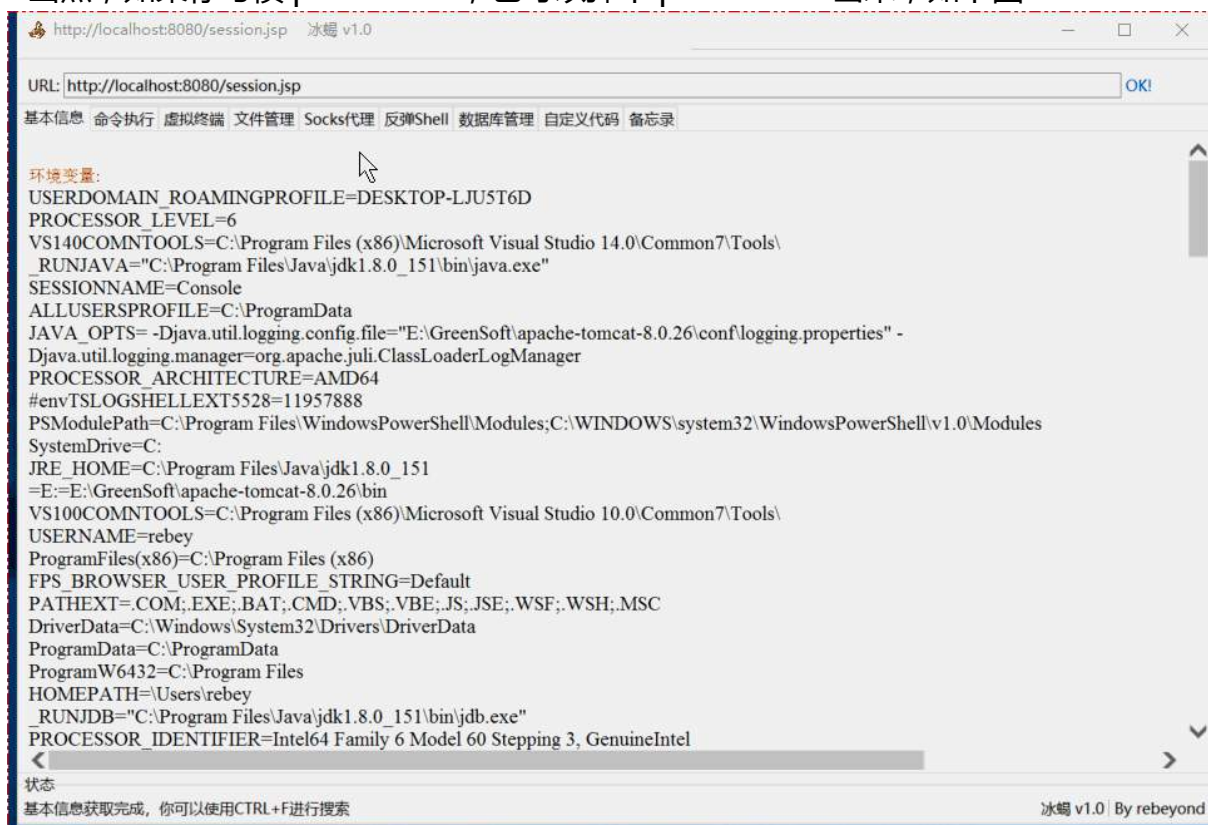 http://localhost:8080/session.jsp 冰蝎 v1.0
URL: http://localhost:8080/session.jsp OK!
基本信息 命令执行 虚拟终端 文件管理 Socks代理 反弹Shell 数据库管理 自定义代码 备忘录
环境变量:
USERDOMAIN_ROAMINGPROFILE=DESKTOP-LJU5T6D
PROCESSOR_LEVEL=6
VS140COMNTOOLS=C:\Program Files (x86)\Microsoft Visual Studio 14.0\Common7\Tools\
_RUNJAVA="C:\Program Files\Java\jdk1.8.0_151\bin\java.exe"
SESSIONNAME=Console
ALLUSERSPROFILE=C:\ProgramData
JAVA_OPTS= -Djava.util.logging.config.file="E:\GreenSoft\apache-tomcat-8.0.26\conf\logging.properties" -
Djava.util.logging.manager=org.apache.juli.ClassLoaderLogManager
PROCESSOR_ARCHITECTURE=AMD64
#envTSLOGSHELLEXT5528=11957888
PSModulePath=C:\Program Files\WindowsPowerShell\Modules;C:\WINDOWS\system32\WindowsPowerShell\v1.0\Modules
SystemDrive=C:
JRE_HOME=C:\Program Files\Java\jdk1.8.0_151
=E:=E:\GreenSoft\apache-tomcat-8.0.26\bin
VS100COMNTOOLS=C:\Program Files (x86)\Microsoft Visual Studio 10.0\Common7\Tools\
USERNAME=rebey
ProgramFiles(x86)=C:\Program Files (x86)
FPS_BROWSER_USER_PROFILE_STRING=Default
PATHEXT=.COM;.EXE;.BAT;.CMD;.VBS;.VBE;.JS;.JSE;.WSF;.WSH;.MSC
DriverData=C:\Windows\System32\Drivers\DriverData
ProgramData=C:\ProgramData
ProgramW6432=C:\Program Files
HOMEPATH=\Users\rebey
_RUNJDB="C:\Program Files\Java\jdk1.8.0_151\bin\jdb.exe"
PROCESSOR_IDENTIFIER=Intel64 Family 6 Model 60 Stepping 3, GenuineIntel
状态
基本信息获取完成，你可以使用CTRL+F进行搜索 冰蝎 v1.0 By rebeyond